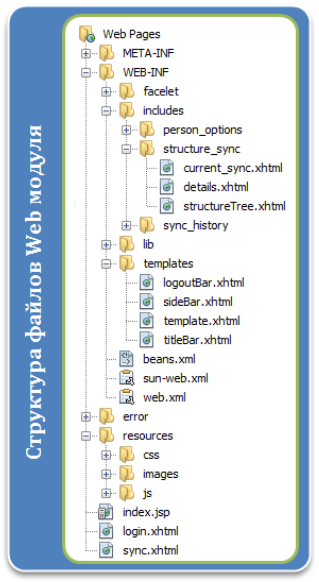 Структура файлов Web модуля
Web Pages
META-INF
WEB-INF
facelet
includes
person_options
structure_sync
current_sync.xhtml
details.xhtml
structureTree.xhtml
sync_history
lib
templates
logoutBar.xhtml
sideBar.xhtml
template.xhtml
titleBar.xhtml
beans.xml
sun-web.xml
web.xml
error
resources
css
images
js
index.jsp
login.xhtml
sync.xhtml